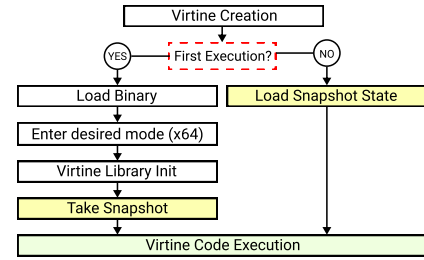 Virtine Creation
YES
First Execution?
NO
Load Binary
Load Snapshot State
Enter desired mode (x64)
Virtine Library Init
Take Snapshot
Virtine Code Execution